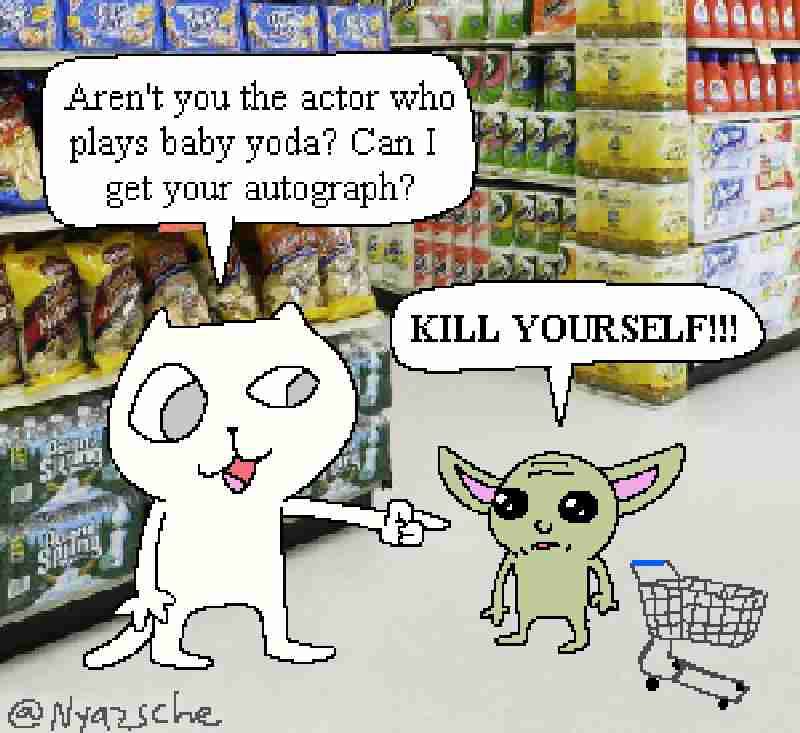 Aren't you the actor who
plays baby yoda? Can I
get your autograph?
KILL YOURSELF!!!
@Nyazsche